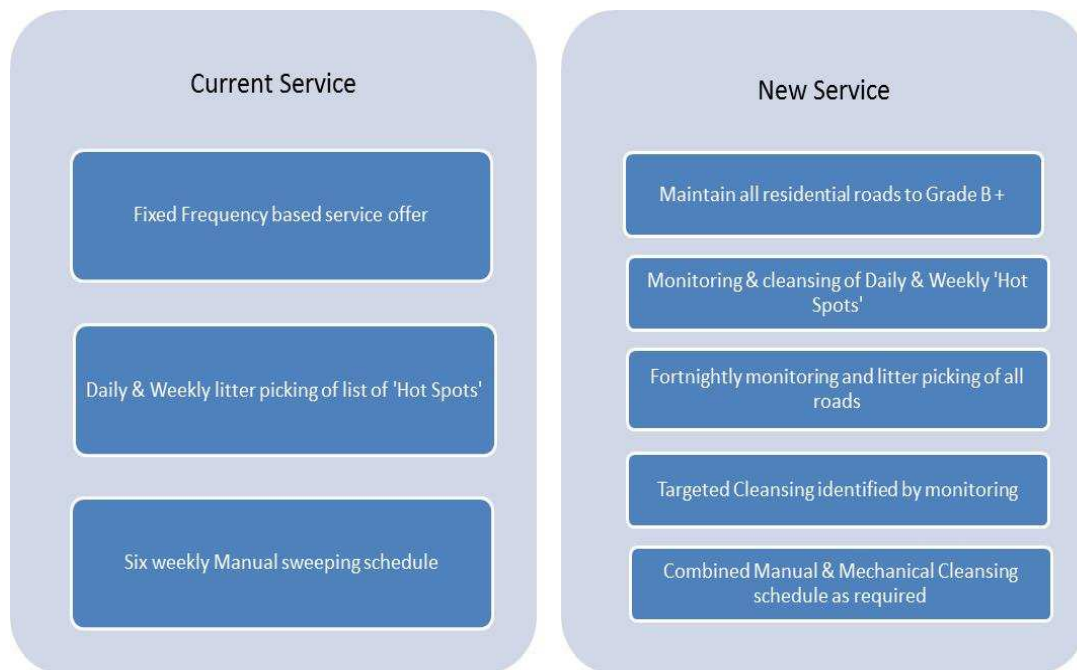 Current Service
Fixed Frequency based service offer
Daily & Weekly litter picking of list of 'Hot Spots'
Six weekly Manual sweeping schedule
New Service
Maintain all residential roads to Grade B +
Monitoring & cleansing of Daily & Weekly 'Hot
Spots'
Fortnightly monitoring and litter picking of all
roads
Targeted Cleansing identified by monitoring
Combined Manual & Mechanical Cleansing
schedule as required